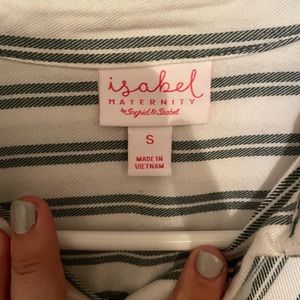 isabel
MATERNITY
by Ingrid & Isabel
S
MADE IN
VIETNAM